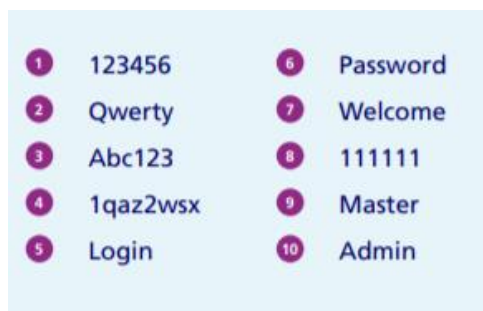 1 123456
2 Qwerty
3 Abc123
4 1qaz2wsx
5 Login
6 Password
7 Welcome
8 111111
9 Master
10 Admin